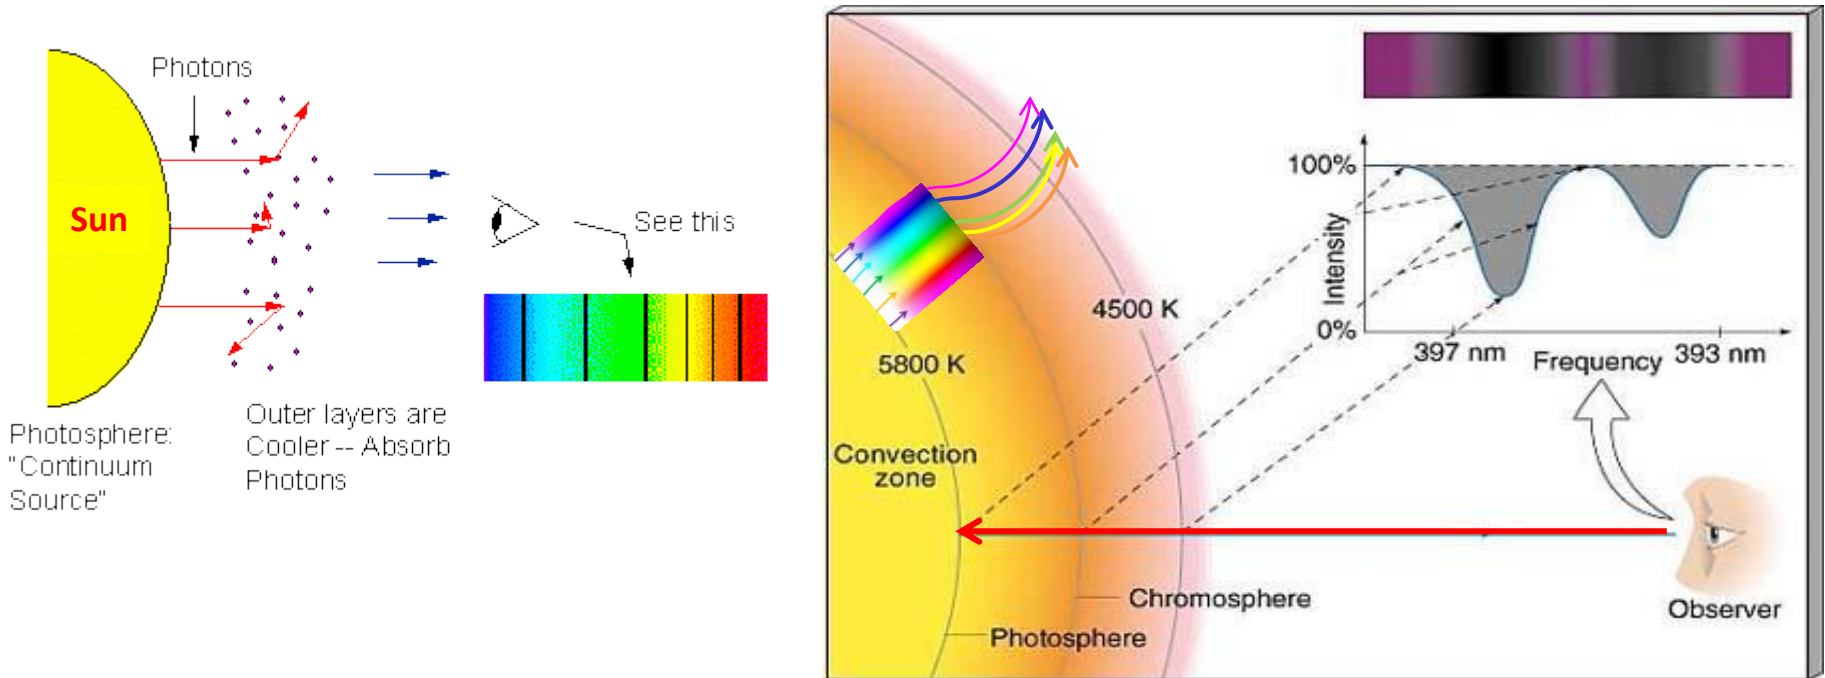 Photons
Sun
See this
Photosphere:
"Continuum
Source"
Outer layers are
Cooler -- Absorb
Photons
100%
Intensity
0%
397 nm
Frequency
393 nm
4500 K
5800 K
Convection
zone
Chromosphere
Photosphere
Observer